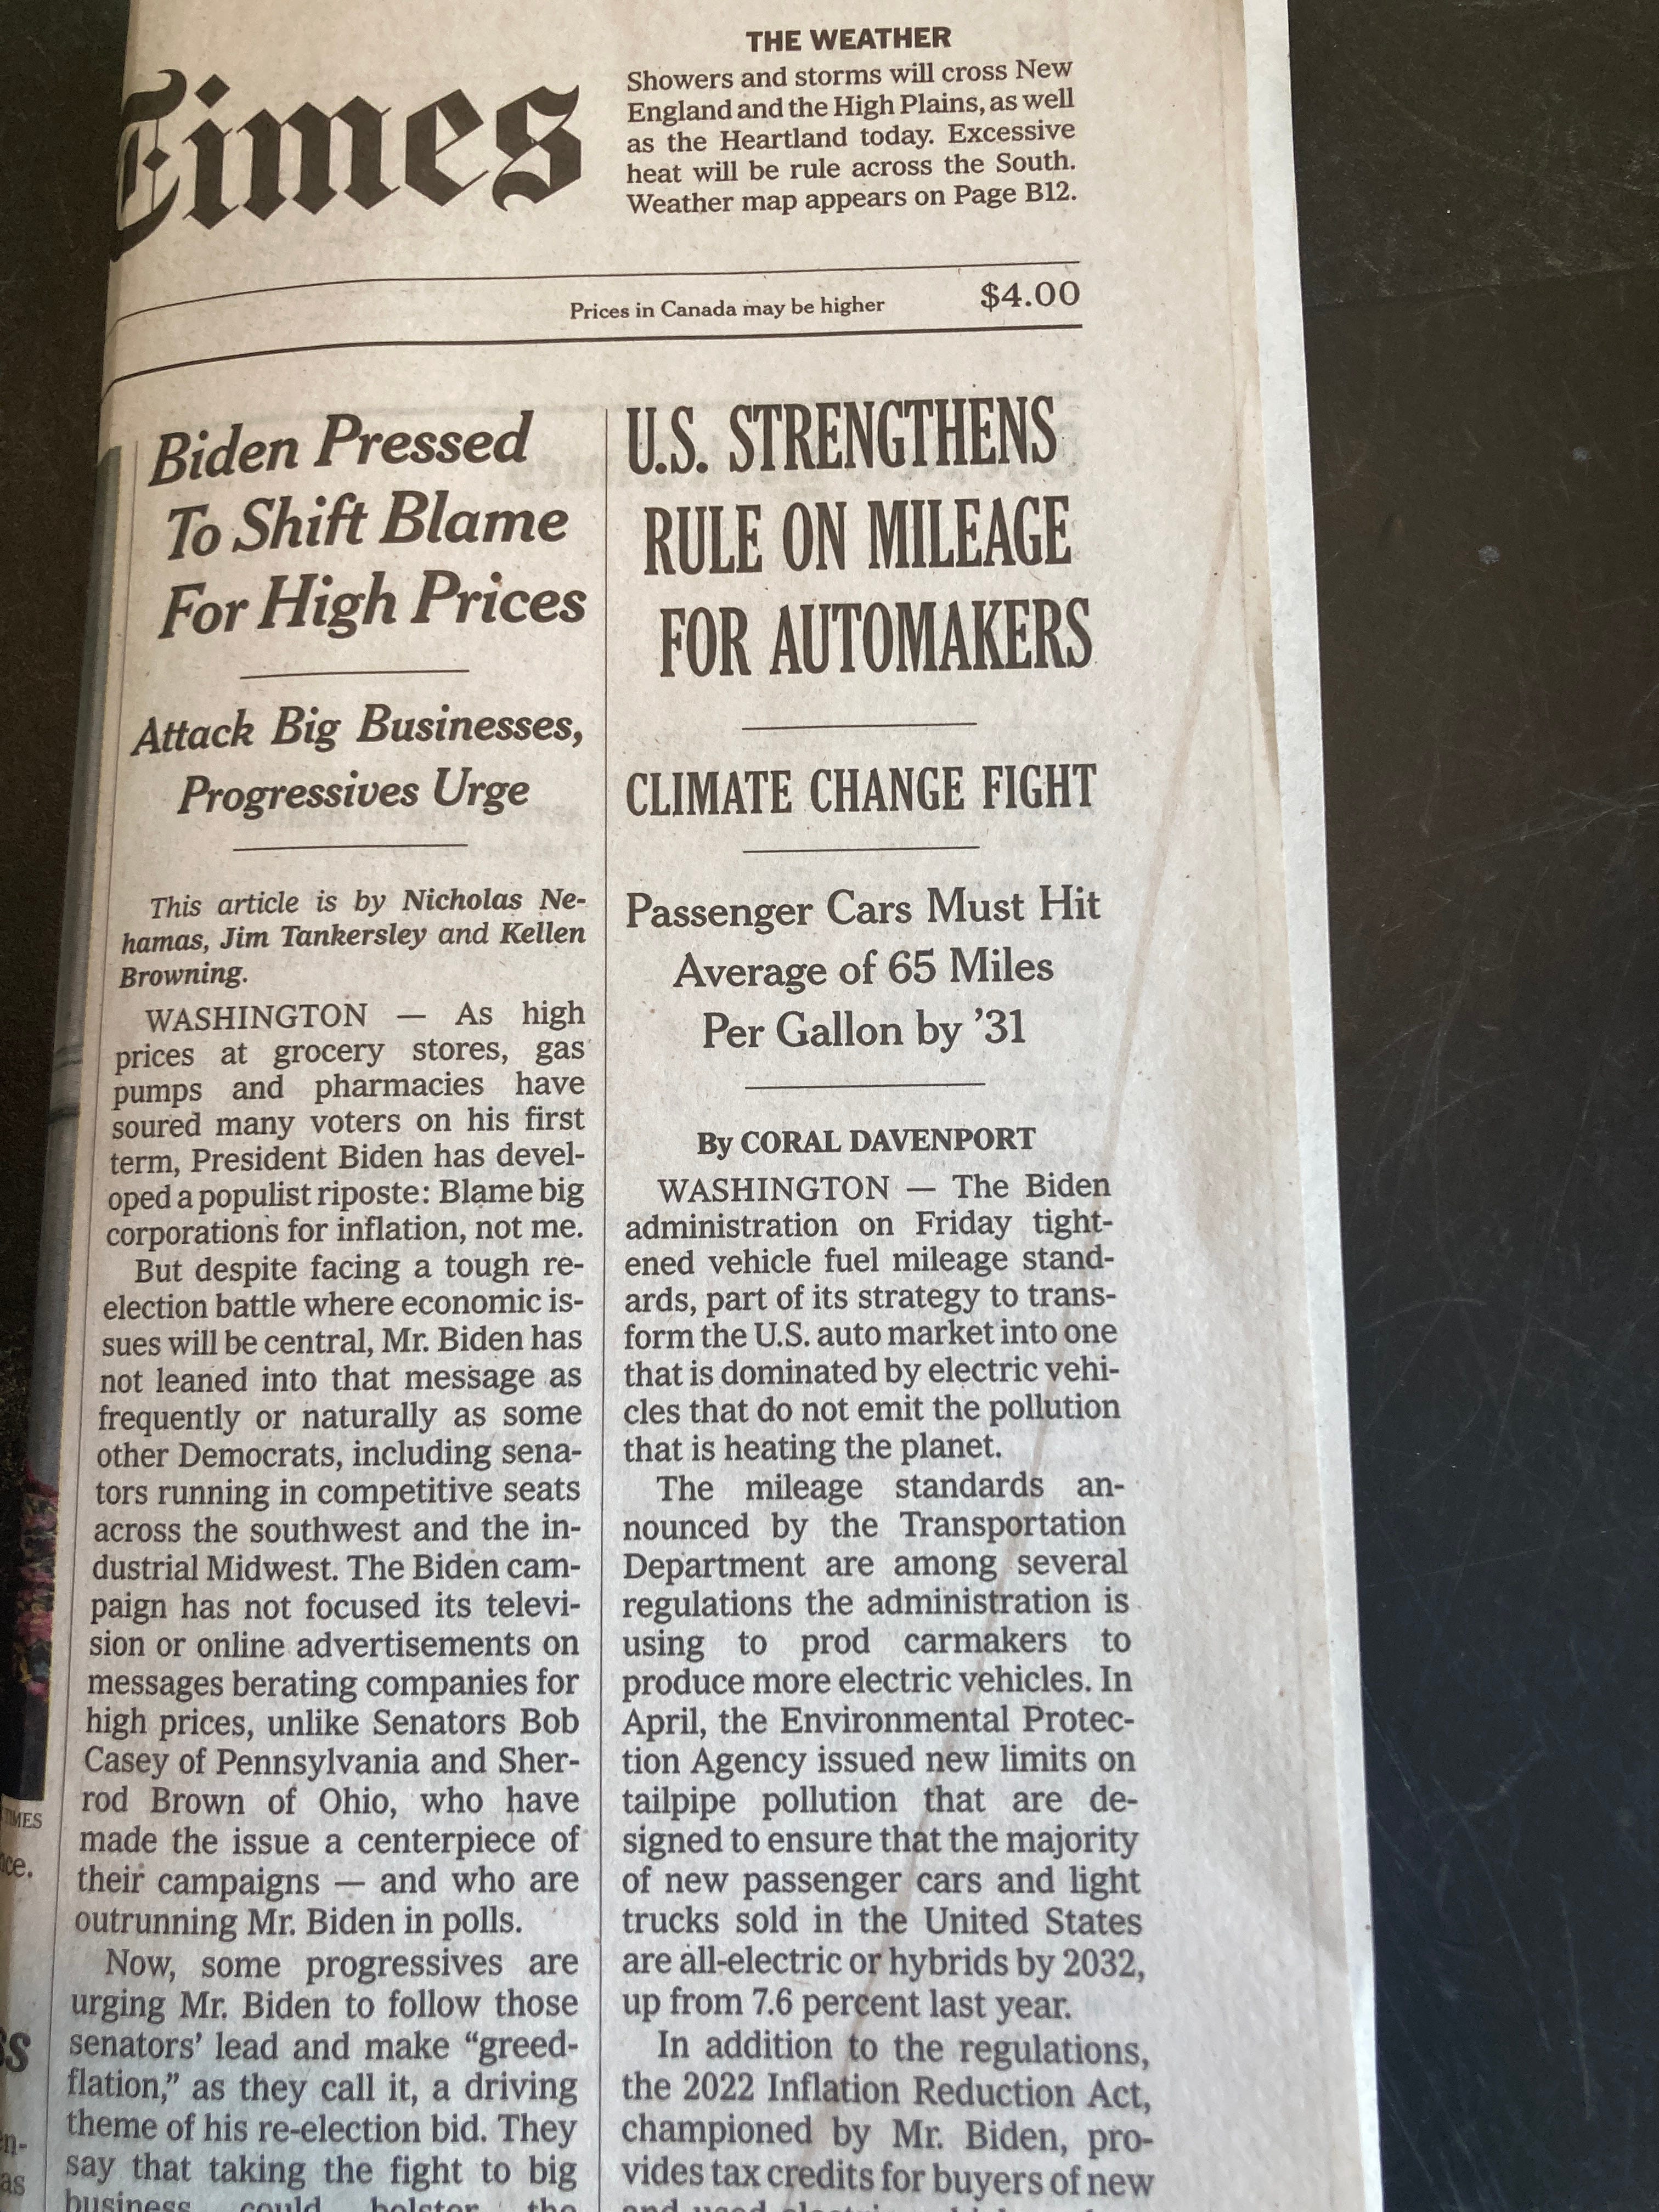 Times
THE WEATHER
Showers and storms will cross New
England and the High Plains, as well
as the Heartland today. Excessive
heat will be rule across the South.
Weather map appears on Page B12.
Prices in Canada may be higher
$4.00
Biden Pressed
To Shift Blame
For High Prices
Attack Big Businesses,
Progressives Urge
This article is by Nicholas Ne-
hamas, Jim Tankersley and Kellen
Browning.
WASHINGTON — As high
prices at grocery stores, gas
pumps and pharmacies have
soured many voters on his first
term, President Biden has devel-
oped a populist riposte: Blame big
corporations for inflation, not me.
But despite facing a tough re-
election battle where economic is-
sues will be central, Mr. Biden has
not leaned into that message as
frequently or naturally as some
other Democrats, including sena-
tors running in competitive seats
across the southwest and the in-
dustrial Midwest. The Biden cam-
paign has not focused its televi-
sion or online advertisements on
messages berating companies for
high prices, unlike Senators Bob
Casey of Pennsylvania and Sher-
rod Brown of Ohio, who have
made the issue a centerpiece of
their campaigns — and who are
outrunning Mr. Biden in polls.
Now, some progressives are
urging Mr. Biden to follow those
senators’ lead and make “greed-
flation,” as they call it, a driving
theme of his re-election bid. They
say that taking the fight to big
business could bolster the
U.S. STRENGTHENS
RULE ON MILEAGE
FOR AUTOMAKERS
CLIMATE CHANGE FIGHT
Passenger Cars Must Hit
Average of 65 Miles
Per Gallon by ’31
By CORAL DAVENPORT
WASHINGTON — The Biden
administration on Friday tight-
ened vehicle fuel mileage stand-
ards, part of its strategy to trans-
form the U.S. auto market into one
that is dominated by electric vehi-
cles that do not emit the pollution
that is heating the planet.
The mileage standards an-
nounced by the Transportation
Department are among several
regulations the administration is
using to prod carmakers to
produce more electric vehicles. In
April, the Environmental Protec-
tion Agency issued new limits on
tailpipe pollution that are de-
signed to ensure that the majority
of new passenger cars and light
trucks sold in the United States
are all-electric or hybrids by 2032,
up from 7.6 percent last year.
In addition to the regulations,
the 2022 Inflation Reduction Act,
championed by Mr. Biden, pro-
vides tax credits for buyers of new